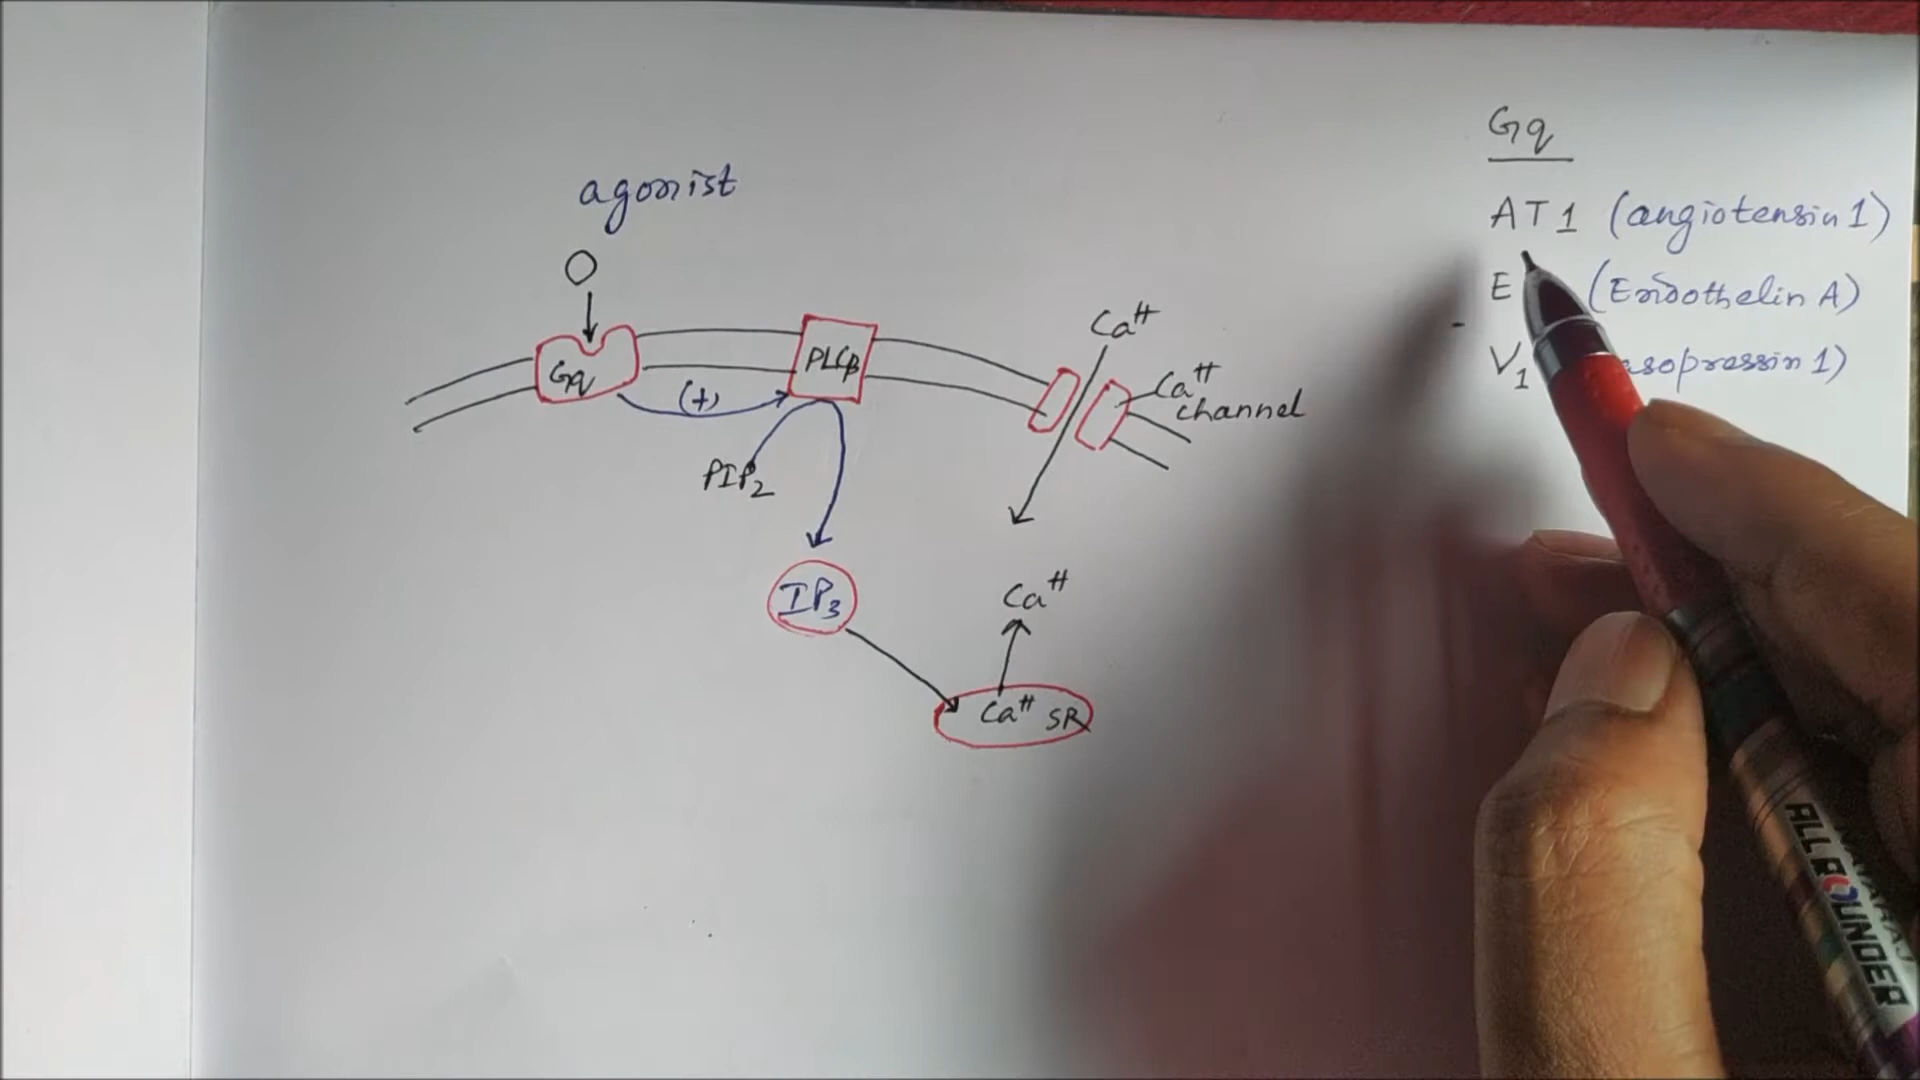 agonist
Gq
PLCβ
(+)
PIP2
IP3
Ca++
Ca++ channel
Ca++
Ca++ SR
Gq
AT1 (angiotensin 1)
E (Endothelin A)
V1 asopressin 1)
ALL ROUNDER